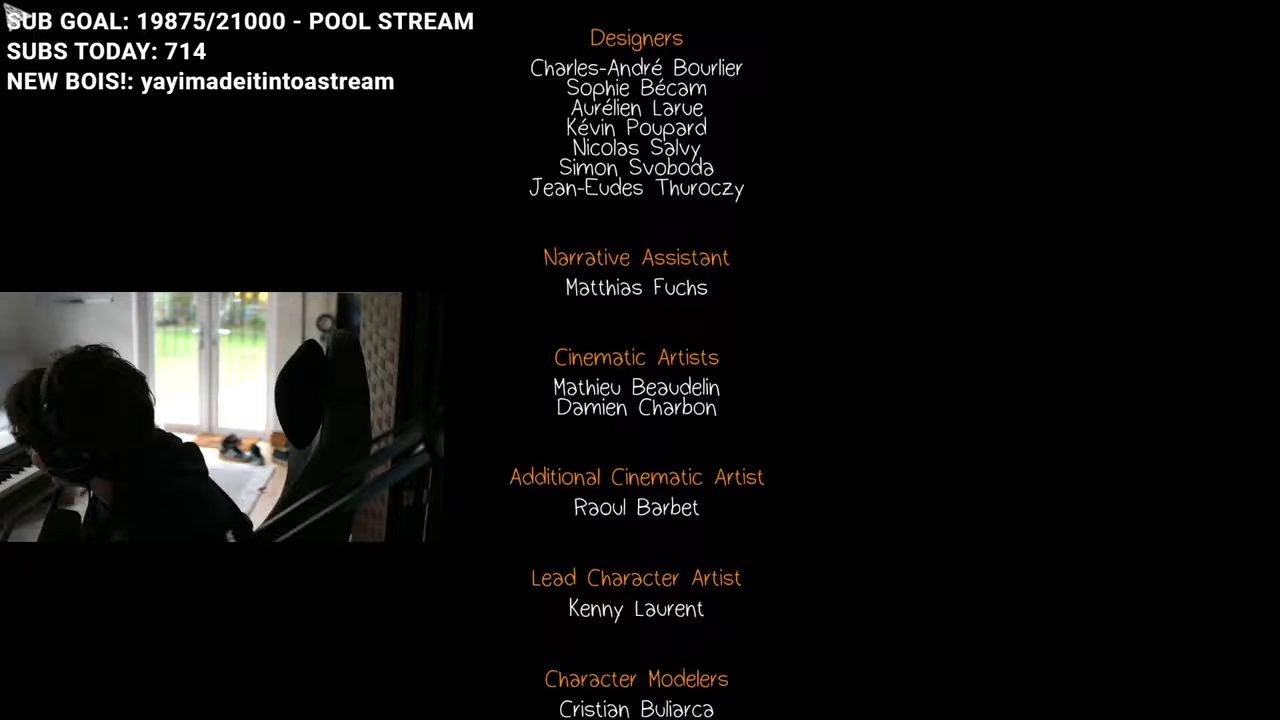 SUB GOAL: 19875/21000 - POOL STREAM
SUBS TODAY: 714
NEW BOIS!: yayimadeitintoastream
Designers
Charles-André Bourlier
Sophie Bécam
Aurélien Larue
Kévin Poupard
Nicolas Salvy
Simon Svoboda
Jean-Eudes Thuroczy
Narrative Assistant
Matthias Fuchs
Cinematic Artists
Mathieu Beaudelin
Damien Charbon
Additional Cinematic Artist
Raoul Barbet
Lead Character Artist
Kenny Laurent
Character Modelers
Cristian Buliarca